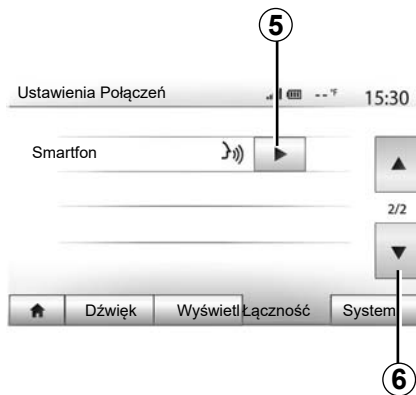 5
Ustawienia Połączeń -- °F 15:30
Smartfon
2/2
Dźwięk Wyświetl Łączność System
6